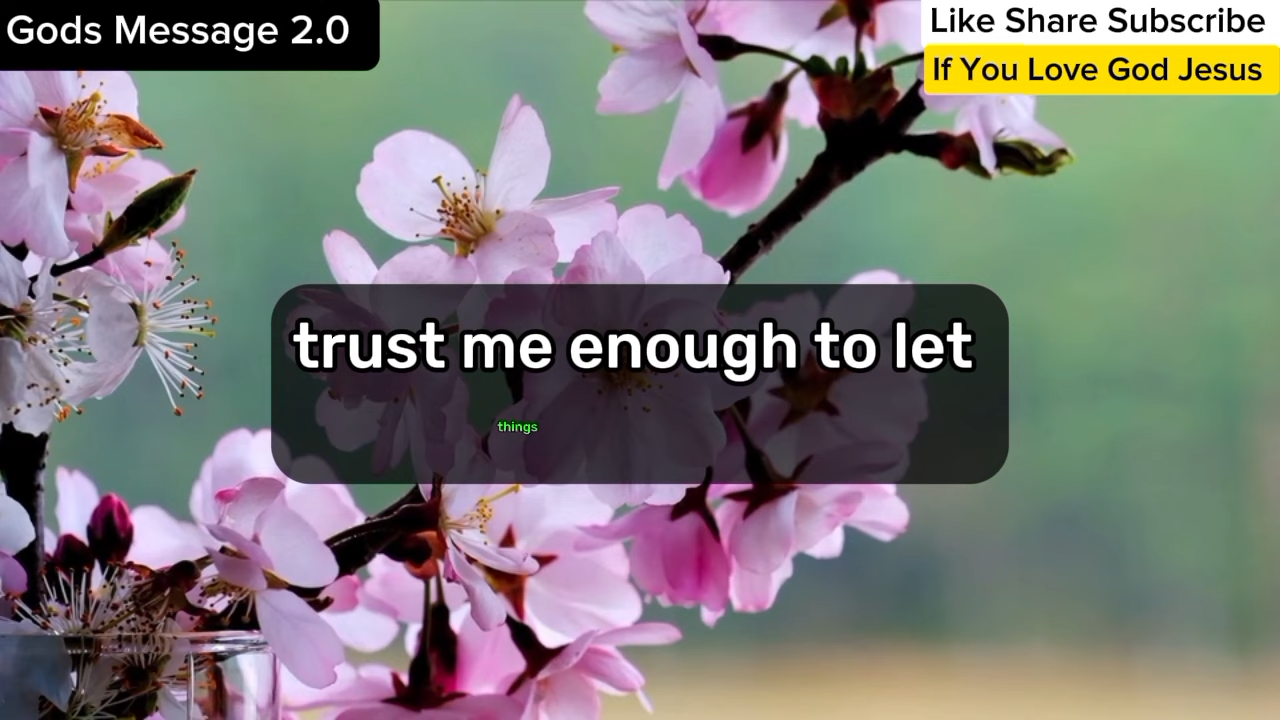 Gods Message 2.0
Like Share Subscribe
If You Love God Jesus
trust me enough to let
things